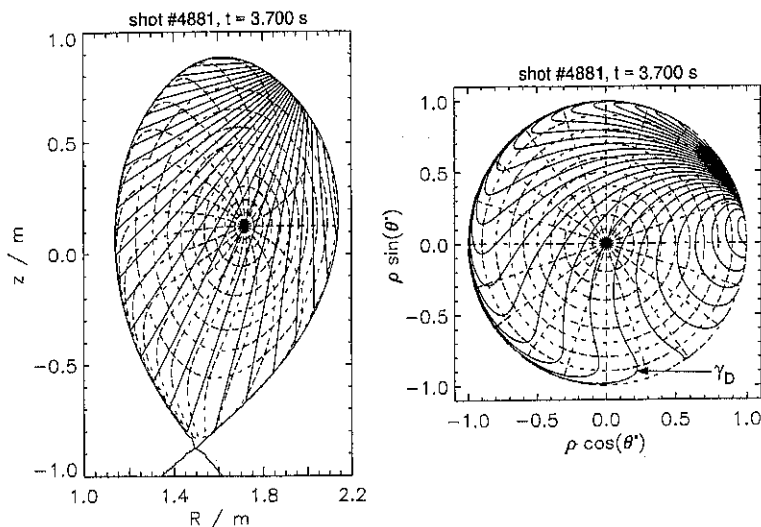 shot #4881, t = 3.700 s
1.0
0.5
0.0
−0.5
−1.0
z / m
1.0 1.4 1.8 2.2
R / m
shot #4881, t = 3.700 s
1.0
0.5
0.0
−0.5
−1.0
ρ sin(θ*)
γD
−1.0 −0.5 0.0 0.5 1.0
ρ cos(θ*)